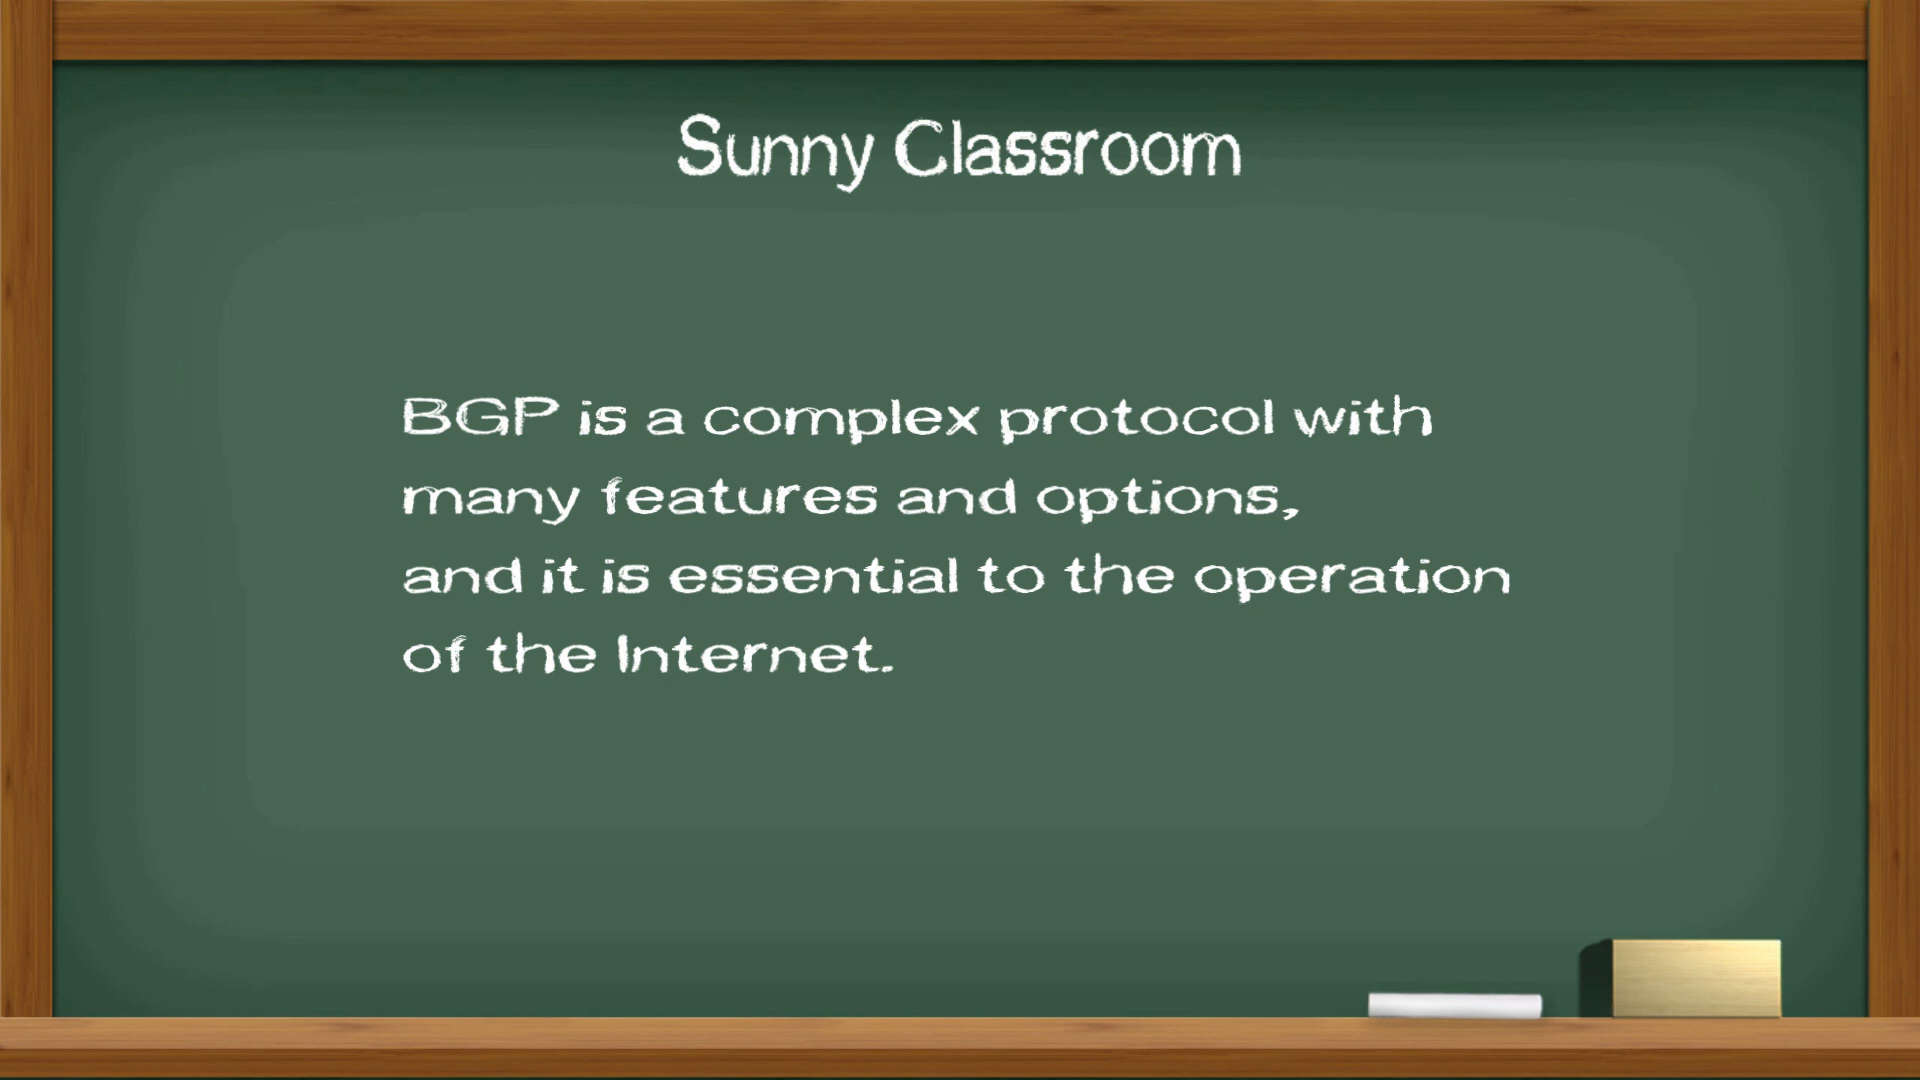 Sunny Classroom
BGP is a complex protocol with
many features and options,
and it is essential to the operation
of the Internet.